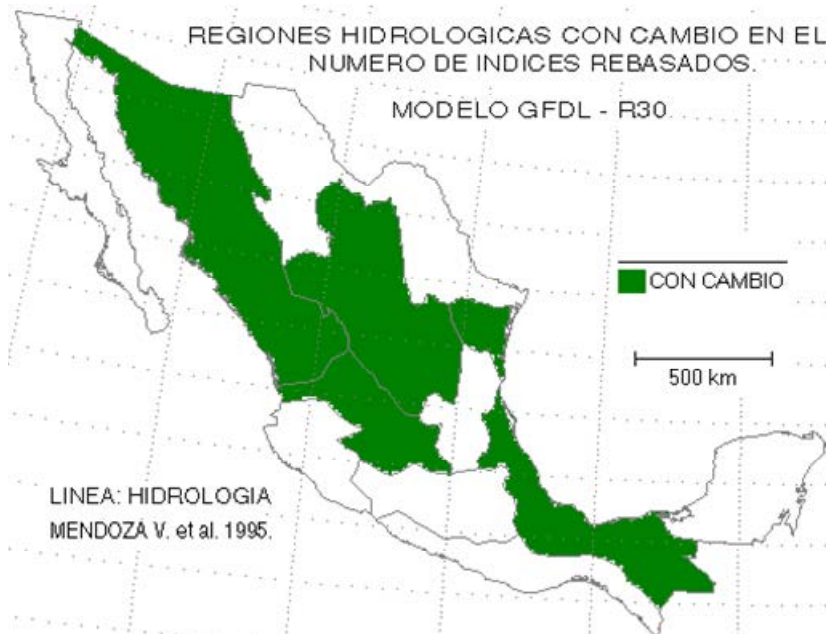 REGIONES HIDROLOGICAS CON CAMBIO EN EL
NUMERO DE INDICES REBASADOS.
MODELO GFDL - R30
CON CAMBIO
500 km
LINEA: HIDROLOGIA
MENDOZA V. et al. 1995.